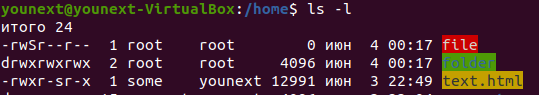 younext@younext-VirtualBox:/home$ ls -l
итого 24
-rwSr--r-- 1 root root 0 июн 4 00:17 file
drwxrwxrwx 2 root root 4096 июн 4 00:17 folder
-rwxr-sr-x 1 some younext 12991 июн 3 22:49 text.html